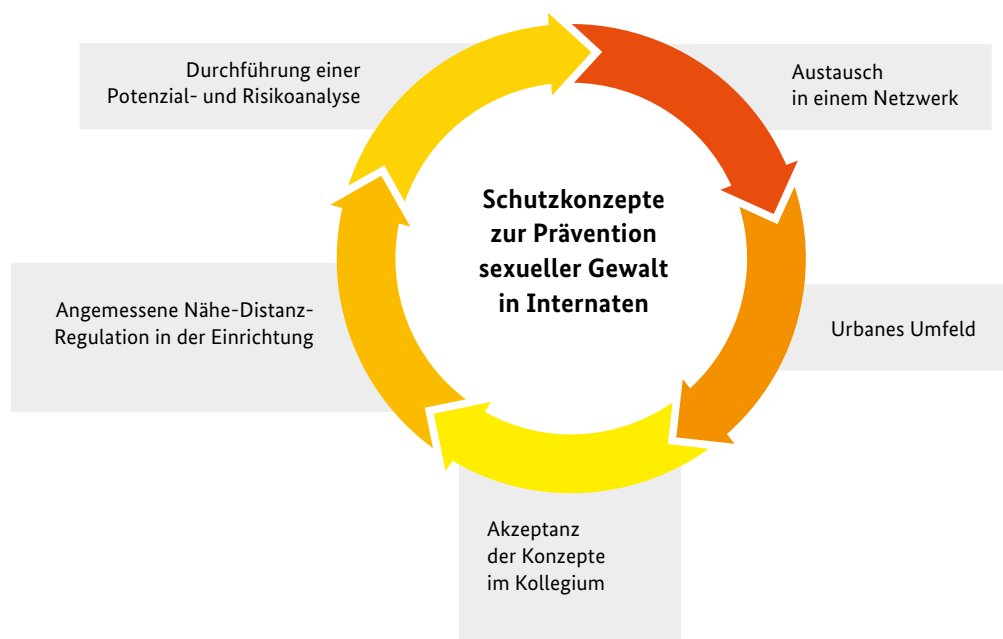 Durchführung einer
Potenzial- und Risikoanalyse
Austausch
in einem Netzwerk
Schutzkonzepte
zur Prävention
sexueller Gewalt
in Internaten
Angemessene Nähe-Distanz-
Regulation in der Einrichtung
Urbanes Umfeld
Akzeptanz
der Konzepte
im Kollegium